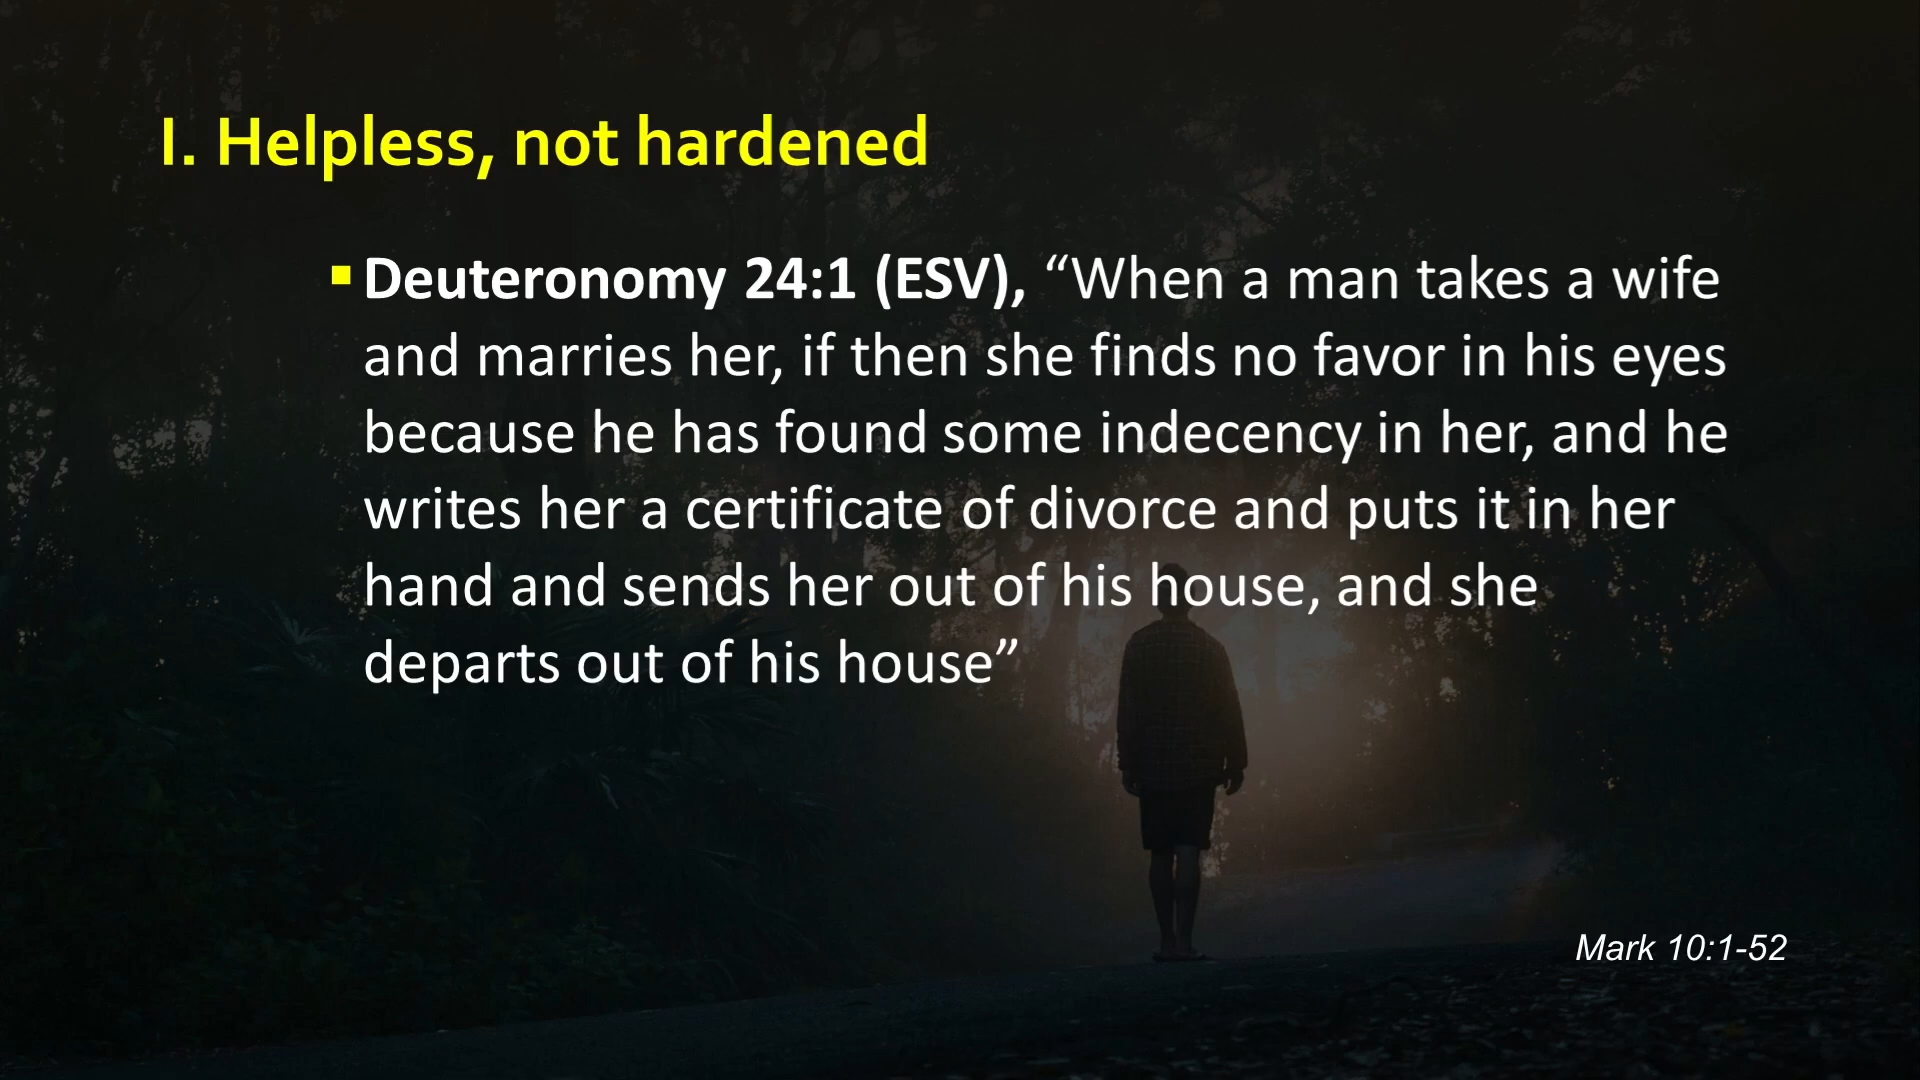 I. Helpless, not hardened
▪ Deuteronomy 24:1 (ESV), “When a man takes a wife
and marries her, if then she finds no favor in his eyes
because he has found some indecency in her, and he
writes her a certificate of divorce and puts it in her
hand and sends her out of his house, and she
departs out of his house”
Mark 10:1-52